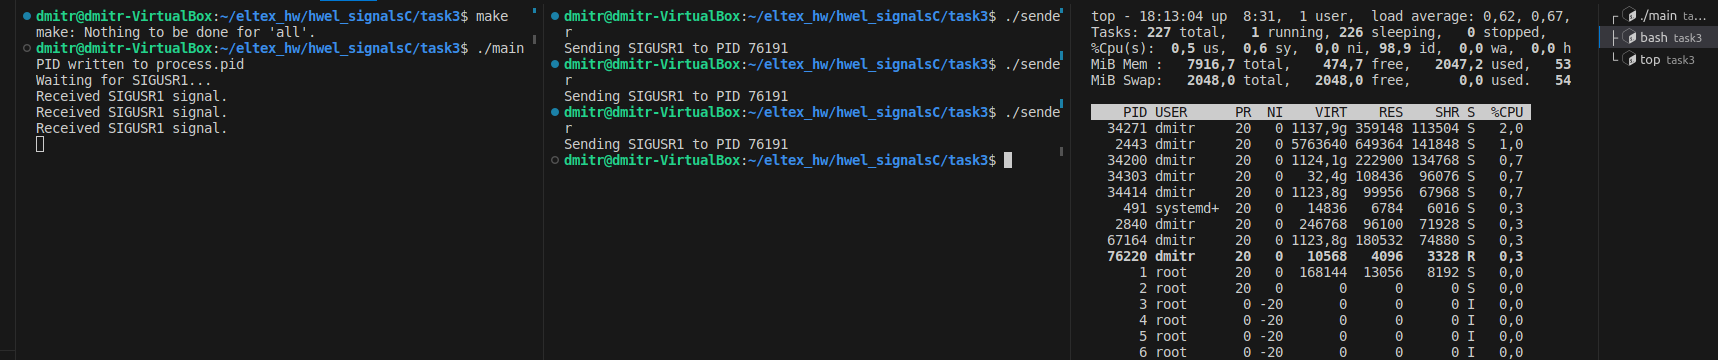 dmitr@dmitr-VirtualBox:~/eltex_hw/hwel_signalsC/task3$ make
make: Nothing to be done for 'all'.
dmitr@dmitr-VirtualBox:~/eltex_hw/hwel_signalsC/task3$ ./main
PID written to process.pid
Waiting for SIGUSR1...
Received SIGUSR1 signal.
Received SIGUSR1 signal.
Received SIGUSR1 signal.
dmitr@dmitr-VirtualBox:~/eltex_hw/hwel_signalsC/task3$ ./sende
r
Sending SIGUSR1 to PID 76191
dmitr@dmitr-VirtualBox:~/eltex_hw/hwel_signalsC/task3$ ./sende
r
Sending SIGUSR1 to PID 76191
dmitr@dmitr-VirtualBox:~/eltex_hw/hwel_signalsC/task3$ ./sende
r
Sending SIGUSR1 to PID 76191
dmitr@dmitr-VirtualBox:~/eltex_hw/hwel_signalsC/task3$
top - 18:13:04 up  8:31,  1 user,  load average: 0,62, 0,67,
Tasks: 227 total,   1 running, 226 sleeping,   0 stopped,
%Cpu(s):  0,5 us,  0,6 sy,  0,0 ni, 98,9 id,  0,0 wa,  0,0 h
MiB Mem :   7916,7 total,    474,7 free,   2047,2 used,   53
MiB Swap:   2048,0 total,   2048,0 free,      0,0 used.   54
PID USER      PR  NI    VIRT    RES    SHR S  %CPU
34271 dmitr     20   0 1137,9g 359148 113504 S   2,0
2443 dmitr     20   0 5763640 649364 141848 S   1,0
34200 dmitr     20   0 1124,1g 222900 134768 S   0,7
34303 dmitr     20   0   32,4g 108436  96076 S   0,7
34414 dmitr     20   0 1123,8g  99956  67968 S   0,7
491 systemd+  20   0   14836   6784   6016 S   0,3
2840 dmitr     20   0  246768  96100  71928 S   0,3
67164 dmitr     20   0 1123,8g 180532  74880 S   0,3
76220 dmitr     20   0   10568   4096   3328 R   0,3
1 root      20   0  168144  13056   8192 S   0,0
2 root      20   0       0      0      0 S   0,0
3 root       0 -20       0      0      0 I   0,0
4 root       0 -20       0      0      0 I   0,0
5 root       0 -20       0      0      0 I   0,0
6 root       0 -20       0      0      0 I   0,0
./main ta...
bash task3
top task3